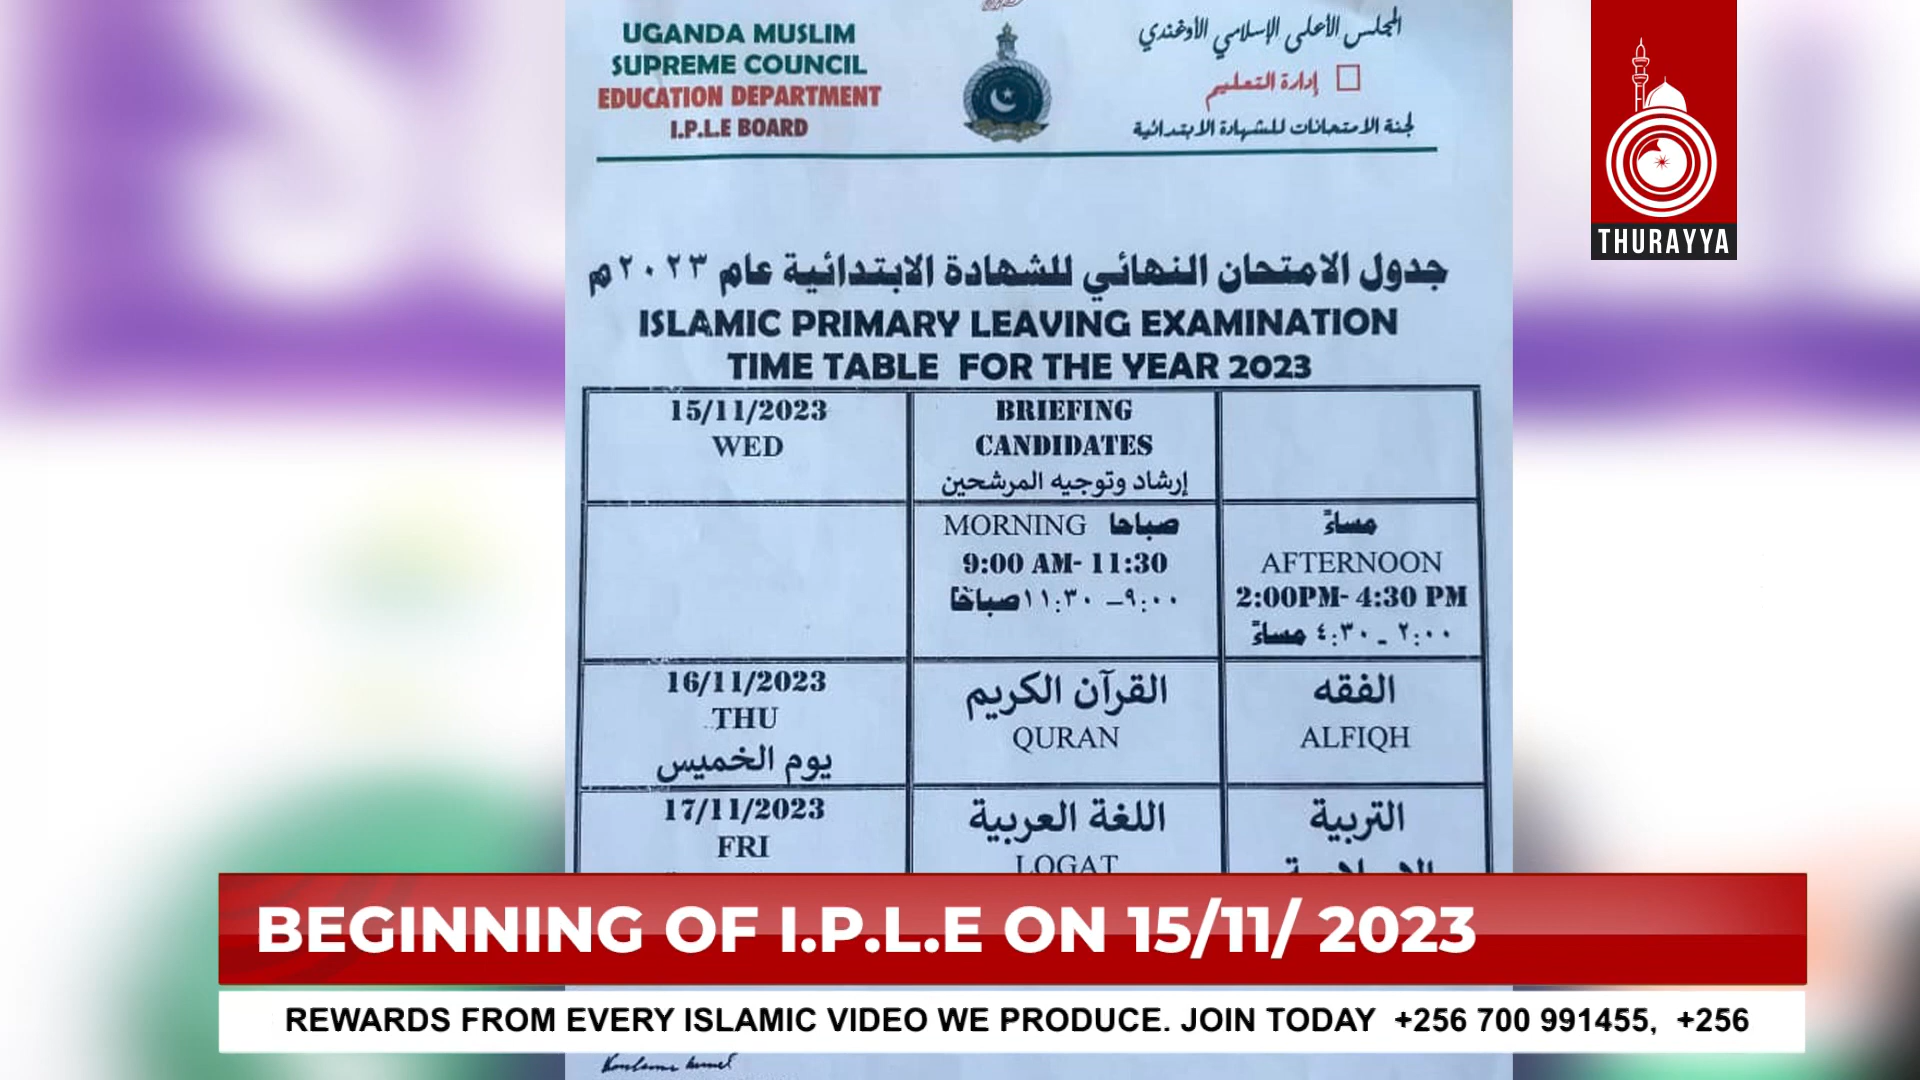 UGANDA MUSLIM
SUPREME COUNCIL
EDUCATION DEPARTMENT
I.P.L.E BOARD
المجلس الأعلى الإسلامي الأوغندي
إدارة التعليم
لجنة الامتحانات للشهادة الابتدائية
THURAYYA
جدول الامتحان النهائي للشهادة الابتدائية عام ٢٠٢٣م
ISLAMIC PRIMARY LEAVING EXAMINATION
TIME TABLE FOR THE YEAR 2023
15/11/2023
WED
BRIEFING
CANDIDATES
إرشاد وتوجيه المرشحين
MORNING صباحا
9:00 AM- 11:30
٩:٠٠ – ١١:٣٠ صباحًا
مساءً
AFTERNOON
2:00PM- 4:30 PM
٢:٠٠ - ٤:٣٠ مساءً
16/11/2023
THU
يوم الخميس
القرآن الكريم
QURAN
الفقه
ALFIQH
17/11/2023
FRI
اللغة العربية
LOGAT
التربية
BEGINNING OF I.P.L.E ON 15/11/ 2023
REWARDS FROM EVERY ISLAMIC VIDEO WE PRODUCE. JOIN TODAY +256 700 991455, +256